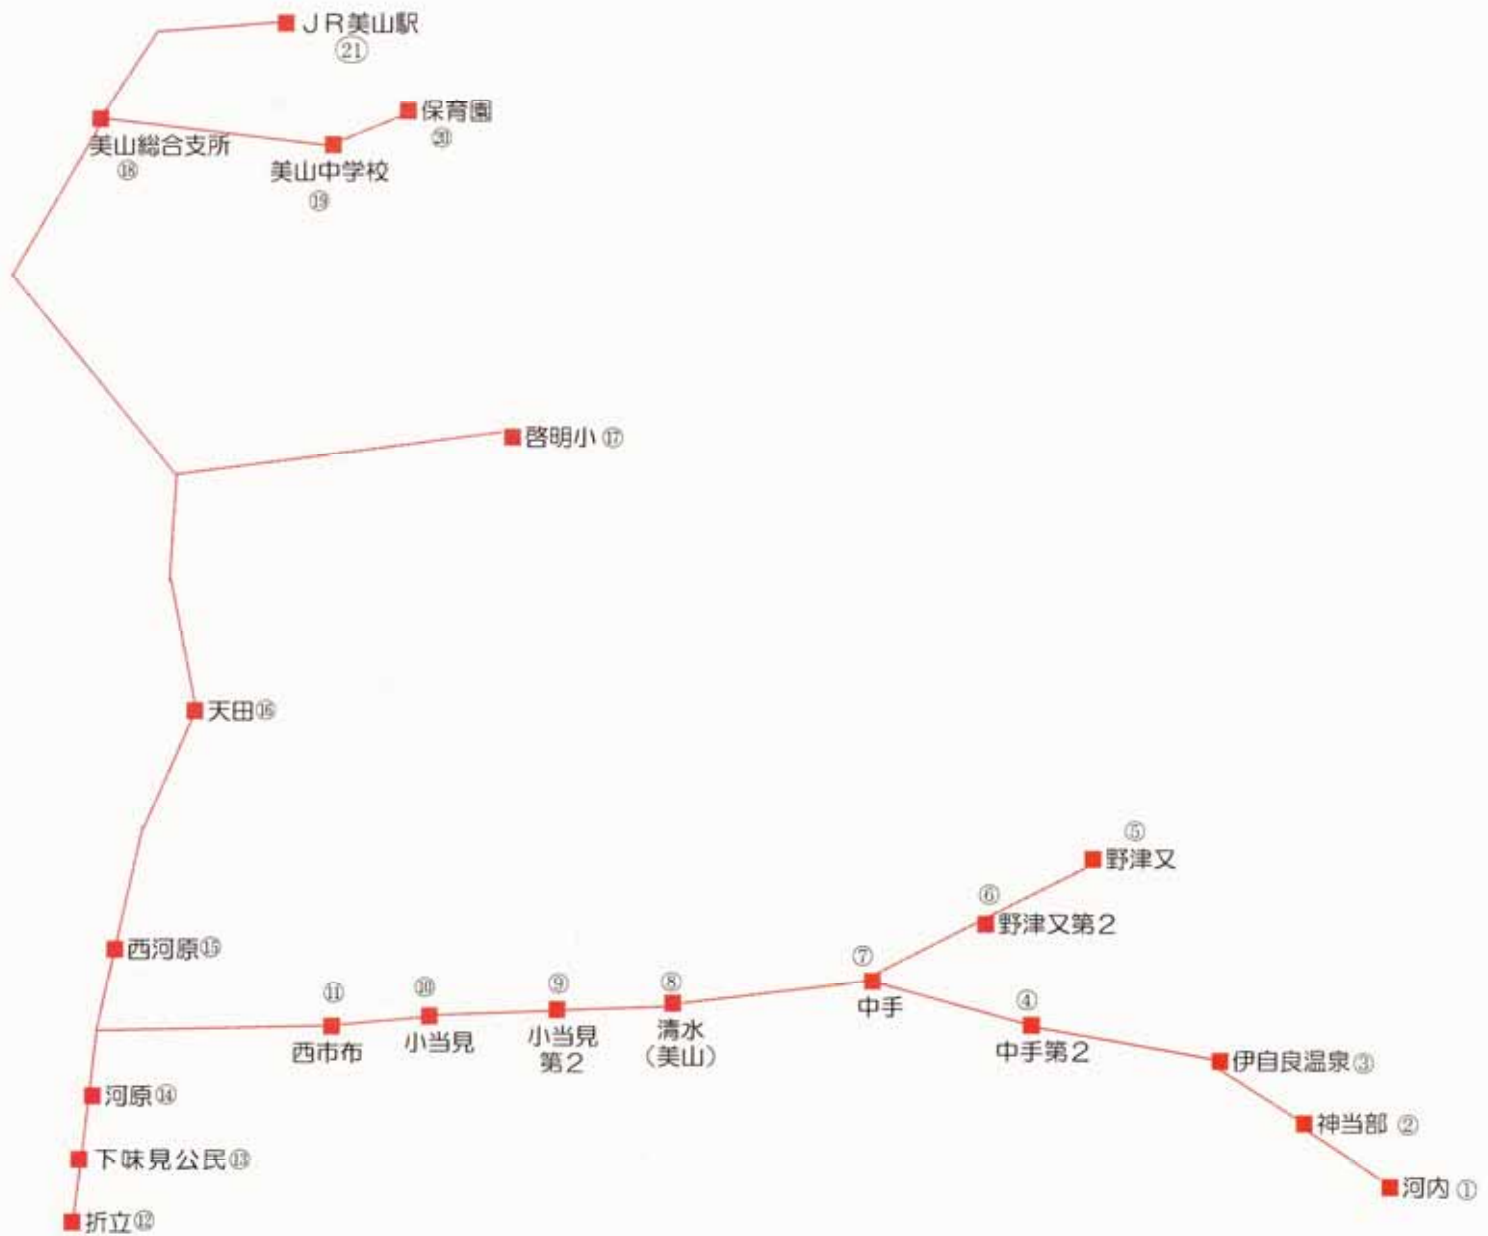 JR美山駅
㉑
保育園
⑳
美山総合支所
⑱
美山中学校
⑲
啓明小⑰
天田⑯
⑤
野津又
⑥
野津又第2
西河原⑮
⑦
中手
⑧
清水
(美山)
⑨
小当見
第2
⑩
小当見
⑪
西市布
④
中手第2
伊自良温泉③
河原⑭
神当部②
下味見公民⑬
河内①
折立⑫